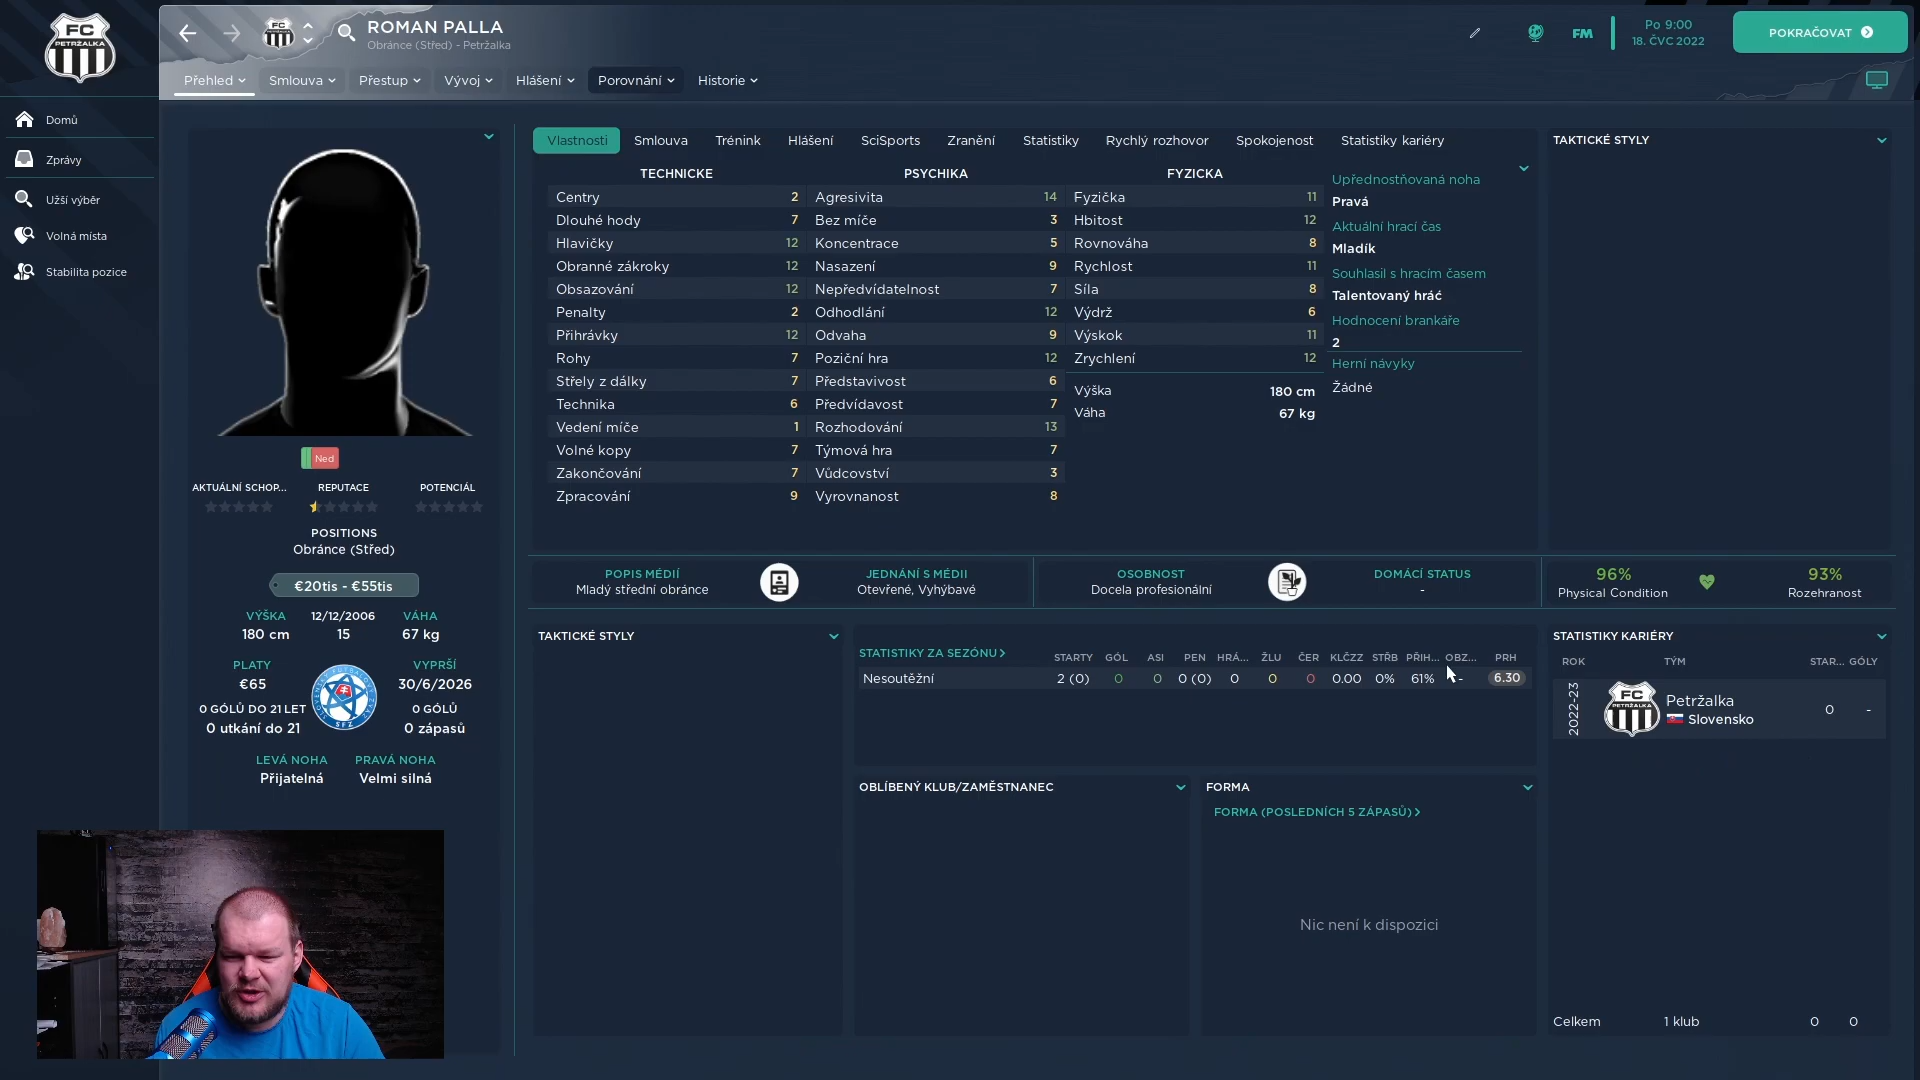 FC
PETRŽALKA
ROMAN PALLA
Obránce (Střed) - Petržalka
FM
Po 9:00
18. ČVC 2022
POKRAČOVAT
Přehled
Smlouva
Přestup
Vývoj
Hlášení
Porovnání
Historie
Domů
Zprávy
Užší výběr
Volná místa
Stabilita pozice
Ned
AKTUÁLNÍ SCHOP...
REPUTACE
POTENCIÁL
POSITIONS
Obránce (Střed)
€20tis - €55tis
VÝŠKA
12/12/2006
VÁHA
180 cm
15
67 kg
PLATY
VYPRŠÍ
€65
30/6/2026
0 GÓLŮ DO 21 LET
0 GÓLŮ
0 utkání do 21
0 zápasů
SFZ
LEVÁ NOHA
PRAVÁ NOHA
Přijatelná
Velmi silná
Vlastnosti
Smlouva
Trénink
Hlášení
SciSports
Zranění
Statistiky
Rychlý rozhovor
Spokojenost
Statistiky kariéry
TECHNICKE
Centry 2
Dlouhé hody 7
Hlavičky 12
Obranné zákroky 12
Obsazování 12
Penalty 2
Přihrávky 12
Rohy 7
Střely z dálky 7
Technika 6
Vedení míče 1
Volné kopy 7
Zakončování 7
Zpracování 9
PSYCHIKA
Agresivita 14
Bez míče 3
Koncentrace 5
Nasazení 9
Nepředvídatelnost 7
Odhodlání 12
Odvaha 9
Poziční hra 12
Představivost 6
Předvídavost 7
Rozhodování 13
Týmová hra 7
Vůdcovství 3
Vyrovnanost 8
FYZICKA
Fyzička 11
Hbitost 12
Rovnováha 8
Rychlost 11
Síla 8
Výdrž 6
Výskok 11
Zrychlení 12
Výška 180 cm
Váha 67 kg
Upřednostňovaná noha
Pravá
Aktuální hrací čas
Mladík
Souhlasil s hracím časem
Talentovaný hráč
Hodnocení brankáře
2
Herní návyky
Žádné
TAKTICKÉ STYLY
POPIS MÉDIÍ
Mladý střední obránce
JEDNÁNÍ S MÉDII
Otevřené, Vyhýbavé
OSOBNOST
Docela profesionální
DOMÁCÍ STATUS
-
96%
Physical Condition
93%
Rozehranost
TAKTICKÉ STYLY
STATISTIKY ZA SEZÓNU
STARTY GÓL ASI PEN HRÁ... ŽLU ČER KLČZZ STŘB PŘIH... OBZ... PRH
Nesoutěžní 2 (0) 0 0 0 (0) 0 0 0 0.00 0% 61% - 6.30
OBLÍBENÝ KLUB/ZAMĚSTNANEC
FORMA
FORMA (POSLEDNÍCH 5 ZÁPASŮ)
Nic není k dispozici
STATISTIKY KARIÉRY
ROK TÝM STAR... GÓLY
2022-23
FC
PETRŽALKA
Petržalka 0 -
Slovensko
Celkem 1 klub 0 0